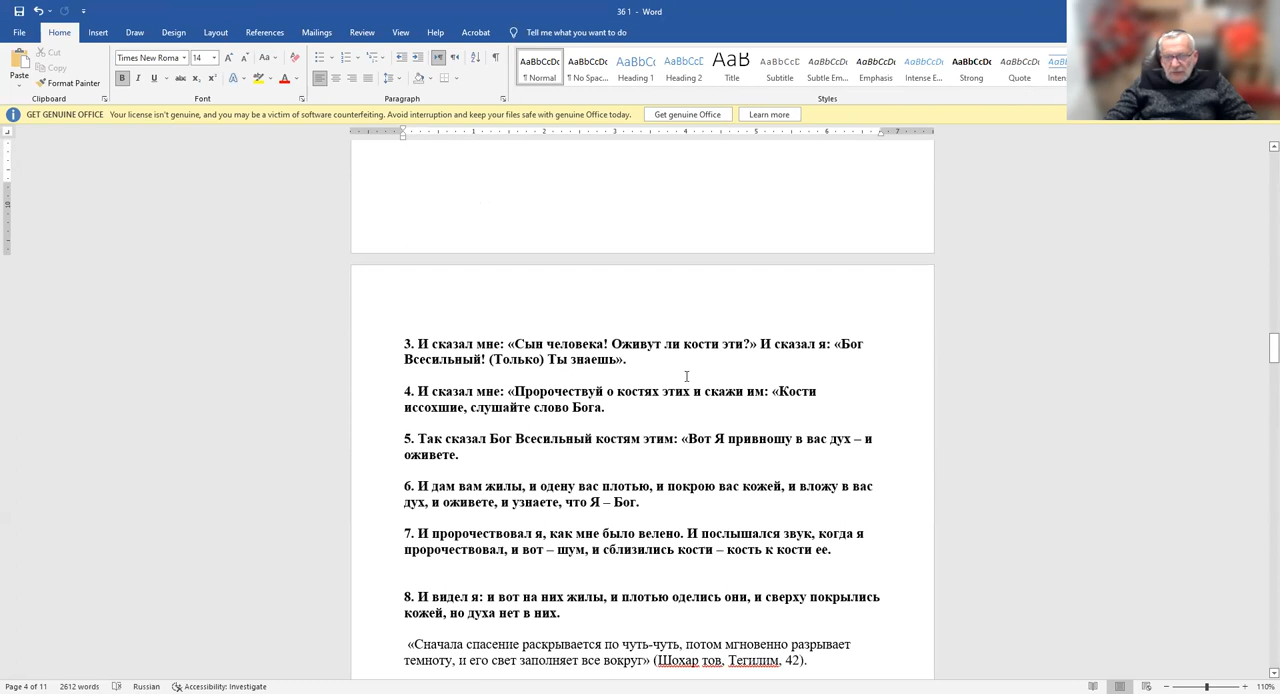 36 1 - Word
File Home Insert Draw Design Layout References Mailings Review View Help Acrobat Tell me what you want to do
Paste
Cut
Copy
Format Painter
Times New Roma 14
AaBbCcDc AaBbCcDc AaBbCc AaBbCcC AaB AaBbCcC AaBbCcDc AaBbCcDc AaBbCcDc AaBbCcDc AaBbCcDc
¶ Normal ¶ No Spac... Heading 1 Heading 2 Title Subtitle Subtle Em... Emphasis Intense E... Strong Quote
Clipboard Font Paragraph Styles
GET GENUINE OFFICE Your license isn't genuine, and you may be a victim of software counterfeiting. Avoid interruption and keep your files safe with genuine Office today. Get genuine Office Learn more
3. И сказал мне: «Сын человека! Оживут ли кости эти?» И сказал я: «Бог
Всесильный! (Только) Ты знаешь».
4. И сказал мне: «Пророчествуй о костях этих и скажи им: «Кости
иссохшие, слушайте слово Бога.
5. Так сказал Бог Всесильный костям этим: «Вот Я привношу в вас дух – и
оживете.
6. И дам вам жилы, и одену вас плотью, и покрою вас кожей, и вложу в вас
дух, и оживете, и узнаете, что Я – Бог.
7. И пророчествовал я, как мне было велено. И послышался звук, когда я
пророчествовал, и вот – шум, и сблизились кости – кость к кости ее.
8. И видел я: и вот на них жилы, и плотью оделись они, и сверху покрылись
кожей, но духа нет в них.
«Сначала спасение раскрывается по чуть-чуть, потом мгновенно разрывает
темноту, и его свет заполняет все вокруг» (Шохар тов, Тегилим, 42).
Page 4 of 11 2612 words Russian Accessibility: Investigate 110%